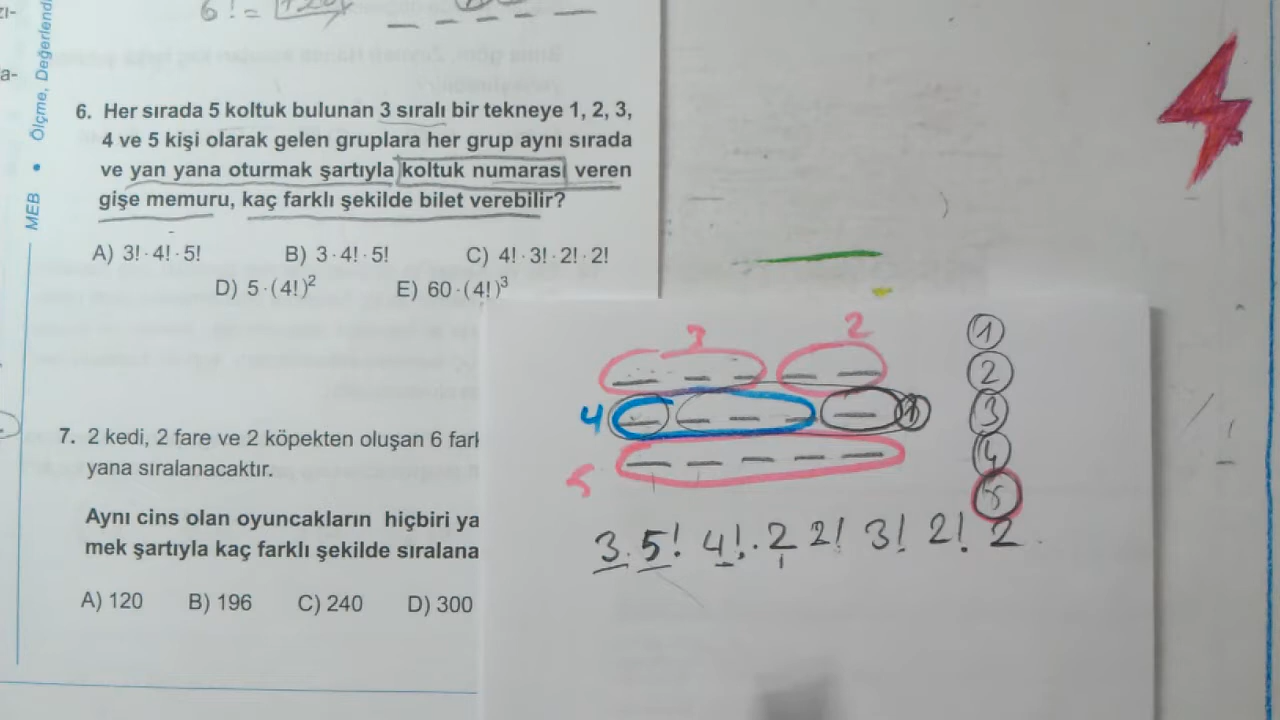 6! = 720
MEB • Ölçme, Değerlendi
6. Her sırada 5 koltuk bulunan 3 sıralı bir tekneye 1, 2, 3,
4 ve 5 kişi olarak gelen gruplara her grup aynı sırada
ve yan yana oturmak şartıyla koltuk numaras veren
gişe memuru, kaç farklı şekilde bilet verebilir?
A) 3! · 4! · 5! B) 3 · 4! · 5! C) 4! · 3! · 2! · 2!
D) 5 · (4!)² E) 60 · (4!)³
7. 2 kedi, 2 fare ve 2 köpekten oluşan 6 farl
yana sıralanacaktır.
Aynı cins olan oyuncakların hiçbiri ya
mek şartıyla kaç farklı şekilde sıralana
A) 120 B) 196 C) 240 D) 300
3 2
4 1
5
1
2
3
4
5
3. 5! 4!. 2 2! 3! 2! 2